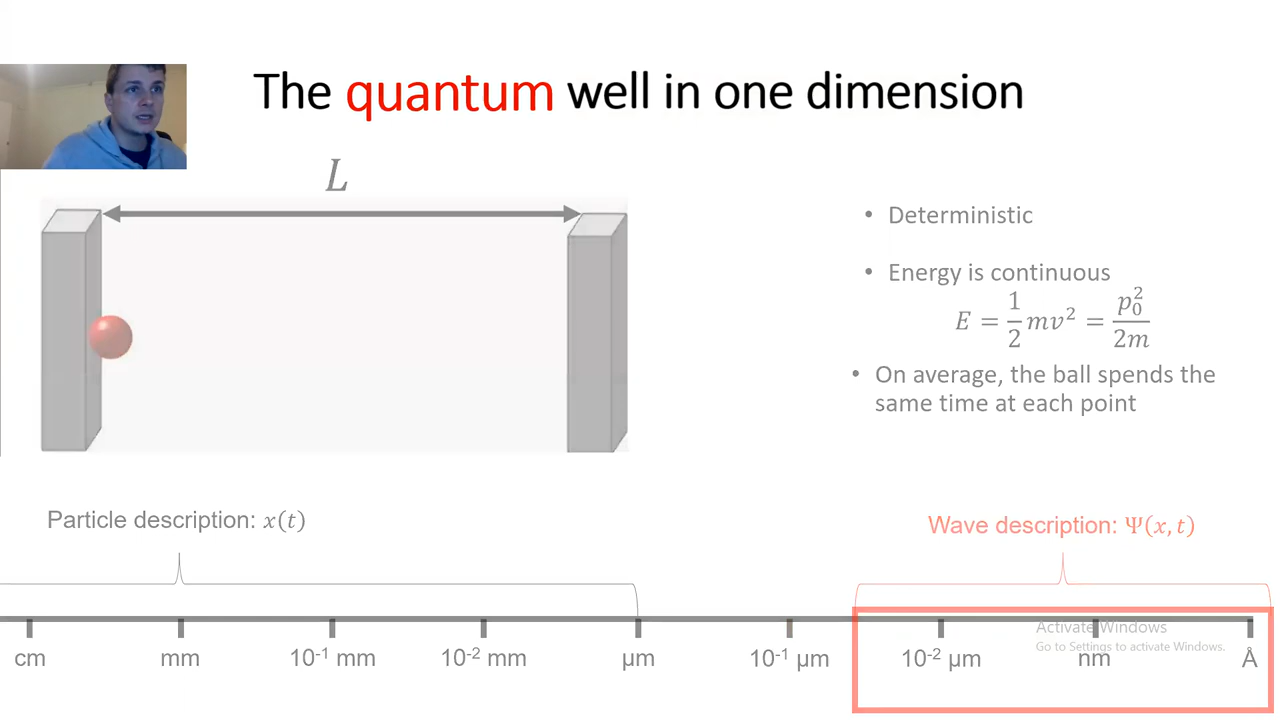 The quantum well in one dimension
L
• Deterministic
• Energy is continuous
E = 1/2 mv² = p₀²/2m
• On average, the ball spends the
same time at each point
Particle description: x(t)
Wave description: Ψ(x, t)
Activate Windows
Go to Settings to activate Windows.
cm mm 10⁻¹ mm 10⁻² mm µm 10⁻¹ µm 10⁻² µm nm Å